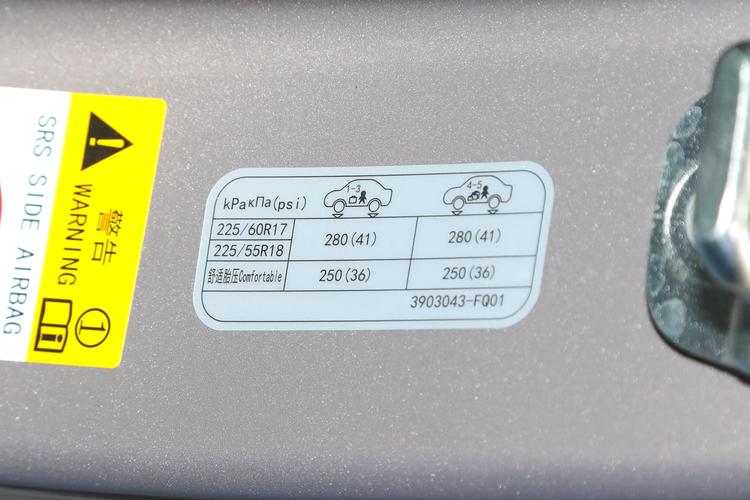 警告
WARNING
SRS SIDE AIRBAG
1
kPaкПа(psi)
1-3
4-5
225/60R17
225/55R18
280(41)
280(41)
舒适胎压Comfortable
250(36)
250(36)
3903043-FQ01